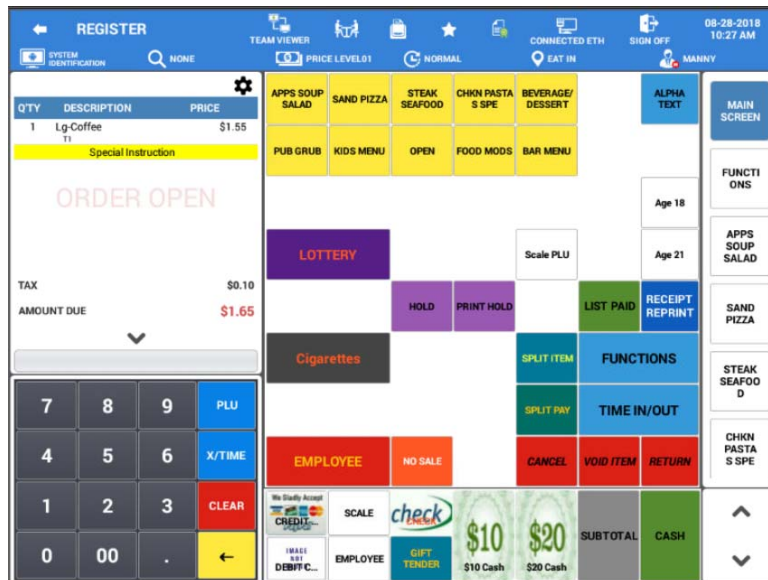 REGISTER
TEAM VIEWER
CONNECTED ETH
SIGN OFF
08-28-2018
10:27 AM
SYSTEM
IDENTIFICATION
NONE
PRICE LEVEL01
NORMAL
EAT IN
MANNY
Q'TY DESCRIPTION PRICE
1 Lg-Coffee $1.55
T1
Special Instruction
ORDER OPEN
TAX $0.10
AMOUNT DUE $1.65
7 8 9 PLU
4 5 6 X/TIME
1 2 3 CLEAR
0 00 . ←
APPS SOUP
SALAD
SAND PIZZA
STEAK
SEAFOOD
CHKN PASTA
S SPE
BEVERAGE/
DESSERT
ALPHA
TEXT
PUB GRUB
KIDS MENU
OPEN
FOOD MODS
BAR MENU
Age 18
LOTTERY
Scale PLU
Age 21
HOLD
PRINT HOLD
LIST PAID
RECEIPT
REPRINT
Cigarettes
SPLIT ITEM
FUNCTIONS
SPLIT PAY
TIME IN/OUT
EMPLOYEE
NO SALE
CANCEL
VOID ITEM
RETURN
We Gladly Accept
CREDIT
SCALE
check
CHECK
$10
$10 Cash
$20
$20 Cash
SUBTOTAL
CASH
IMAGE
NOT
DEBIT C...
EMPLOYEE
GIFT
TENDER
MAIN
SCREEN
FUNCTI
ONS
APPS
SOUP
SALAD
SAND
PIZZA
STEAK
SEAFOO
D
CHKN
PASTA
S SPE